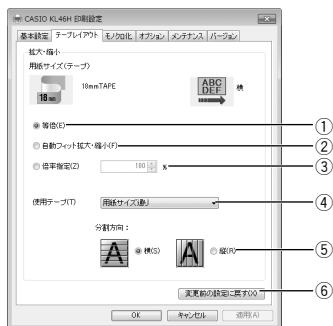 CASIO KL46H 印刷設定
基本設定 テープレイアウト モノクロ化 オプション メンテナンス バージョン
拡大・縮小
用紙サイズ(テープ)
18mm
18mmTAPE
ABC
DEF
横
等倍(E)
①
自動フィット拡大・縮小(F)
②
倍率指定(Z) 100 %
③
使用テープ(T) 用紙サイズ通り
④
分割方向：
A 横(S) A 縦(R)
⑤
変更前の設定に戻す(X)
⑥
OK キャンセル 適用(A)